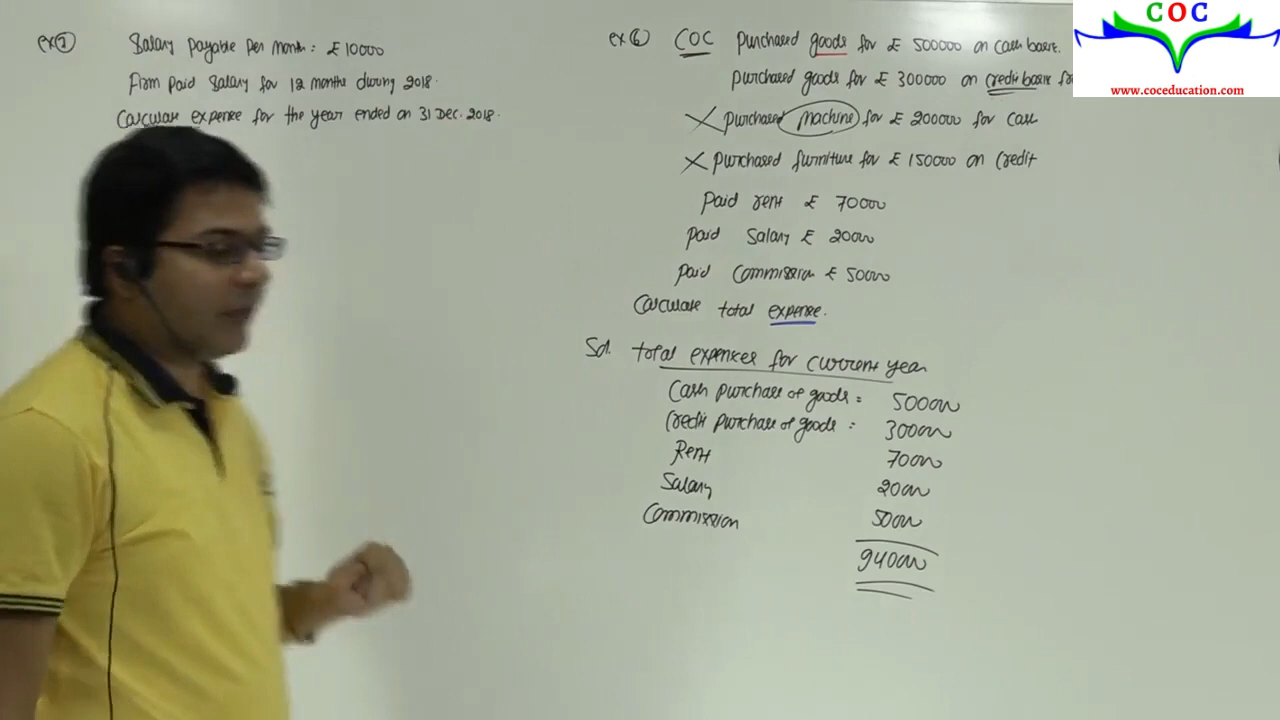 ex ⑦ Salary payable per month: £ 10000
Firm paid salary for 12 months during 2018.
Calculate expense for the year ended on 31 Dec. 2018.
ex ⑥ COC purchased goods for £ 500000 on cash basis.
purchased goods for £ 300000 on credit basis
X purchased machine for £ 200000 for cash
X purchased furniture for £ 150000 on credit
paid rent £ 70000
paid salary £ 20000
paid commission £ 50000
Calculate total expense.
Sol. total expenses for current year
Cash purchase of goods = 500000
Credit purchase of goods = 300000
Rent 70000
Salary 20000
Commission 50000
940000
COC
www.coceducation.com